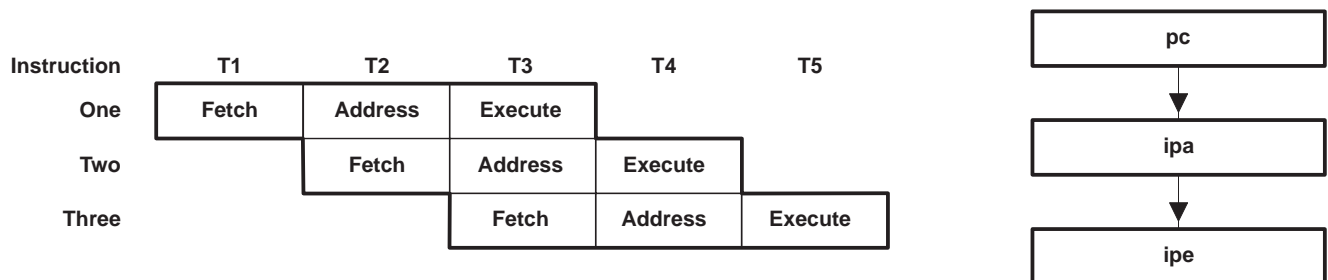 pc
Instruction T1 T2 T3 T4 T5
One Fetch Address Execute
ipa
Two Fetch Address Execute
Three Fetch Address Execute
ipe